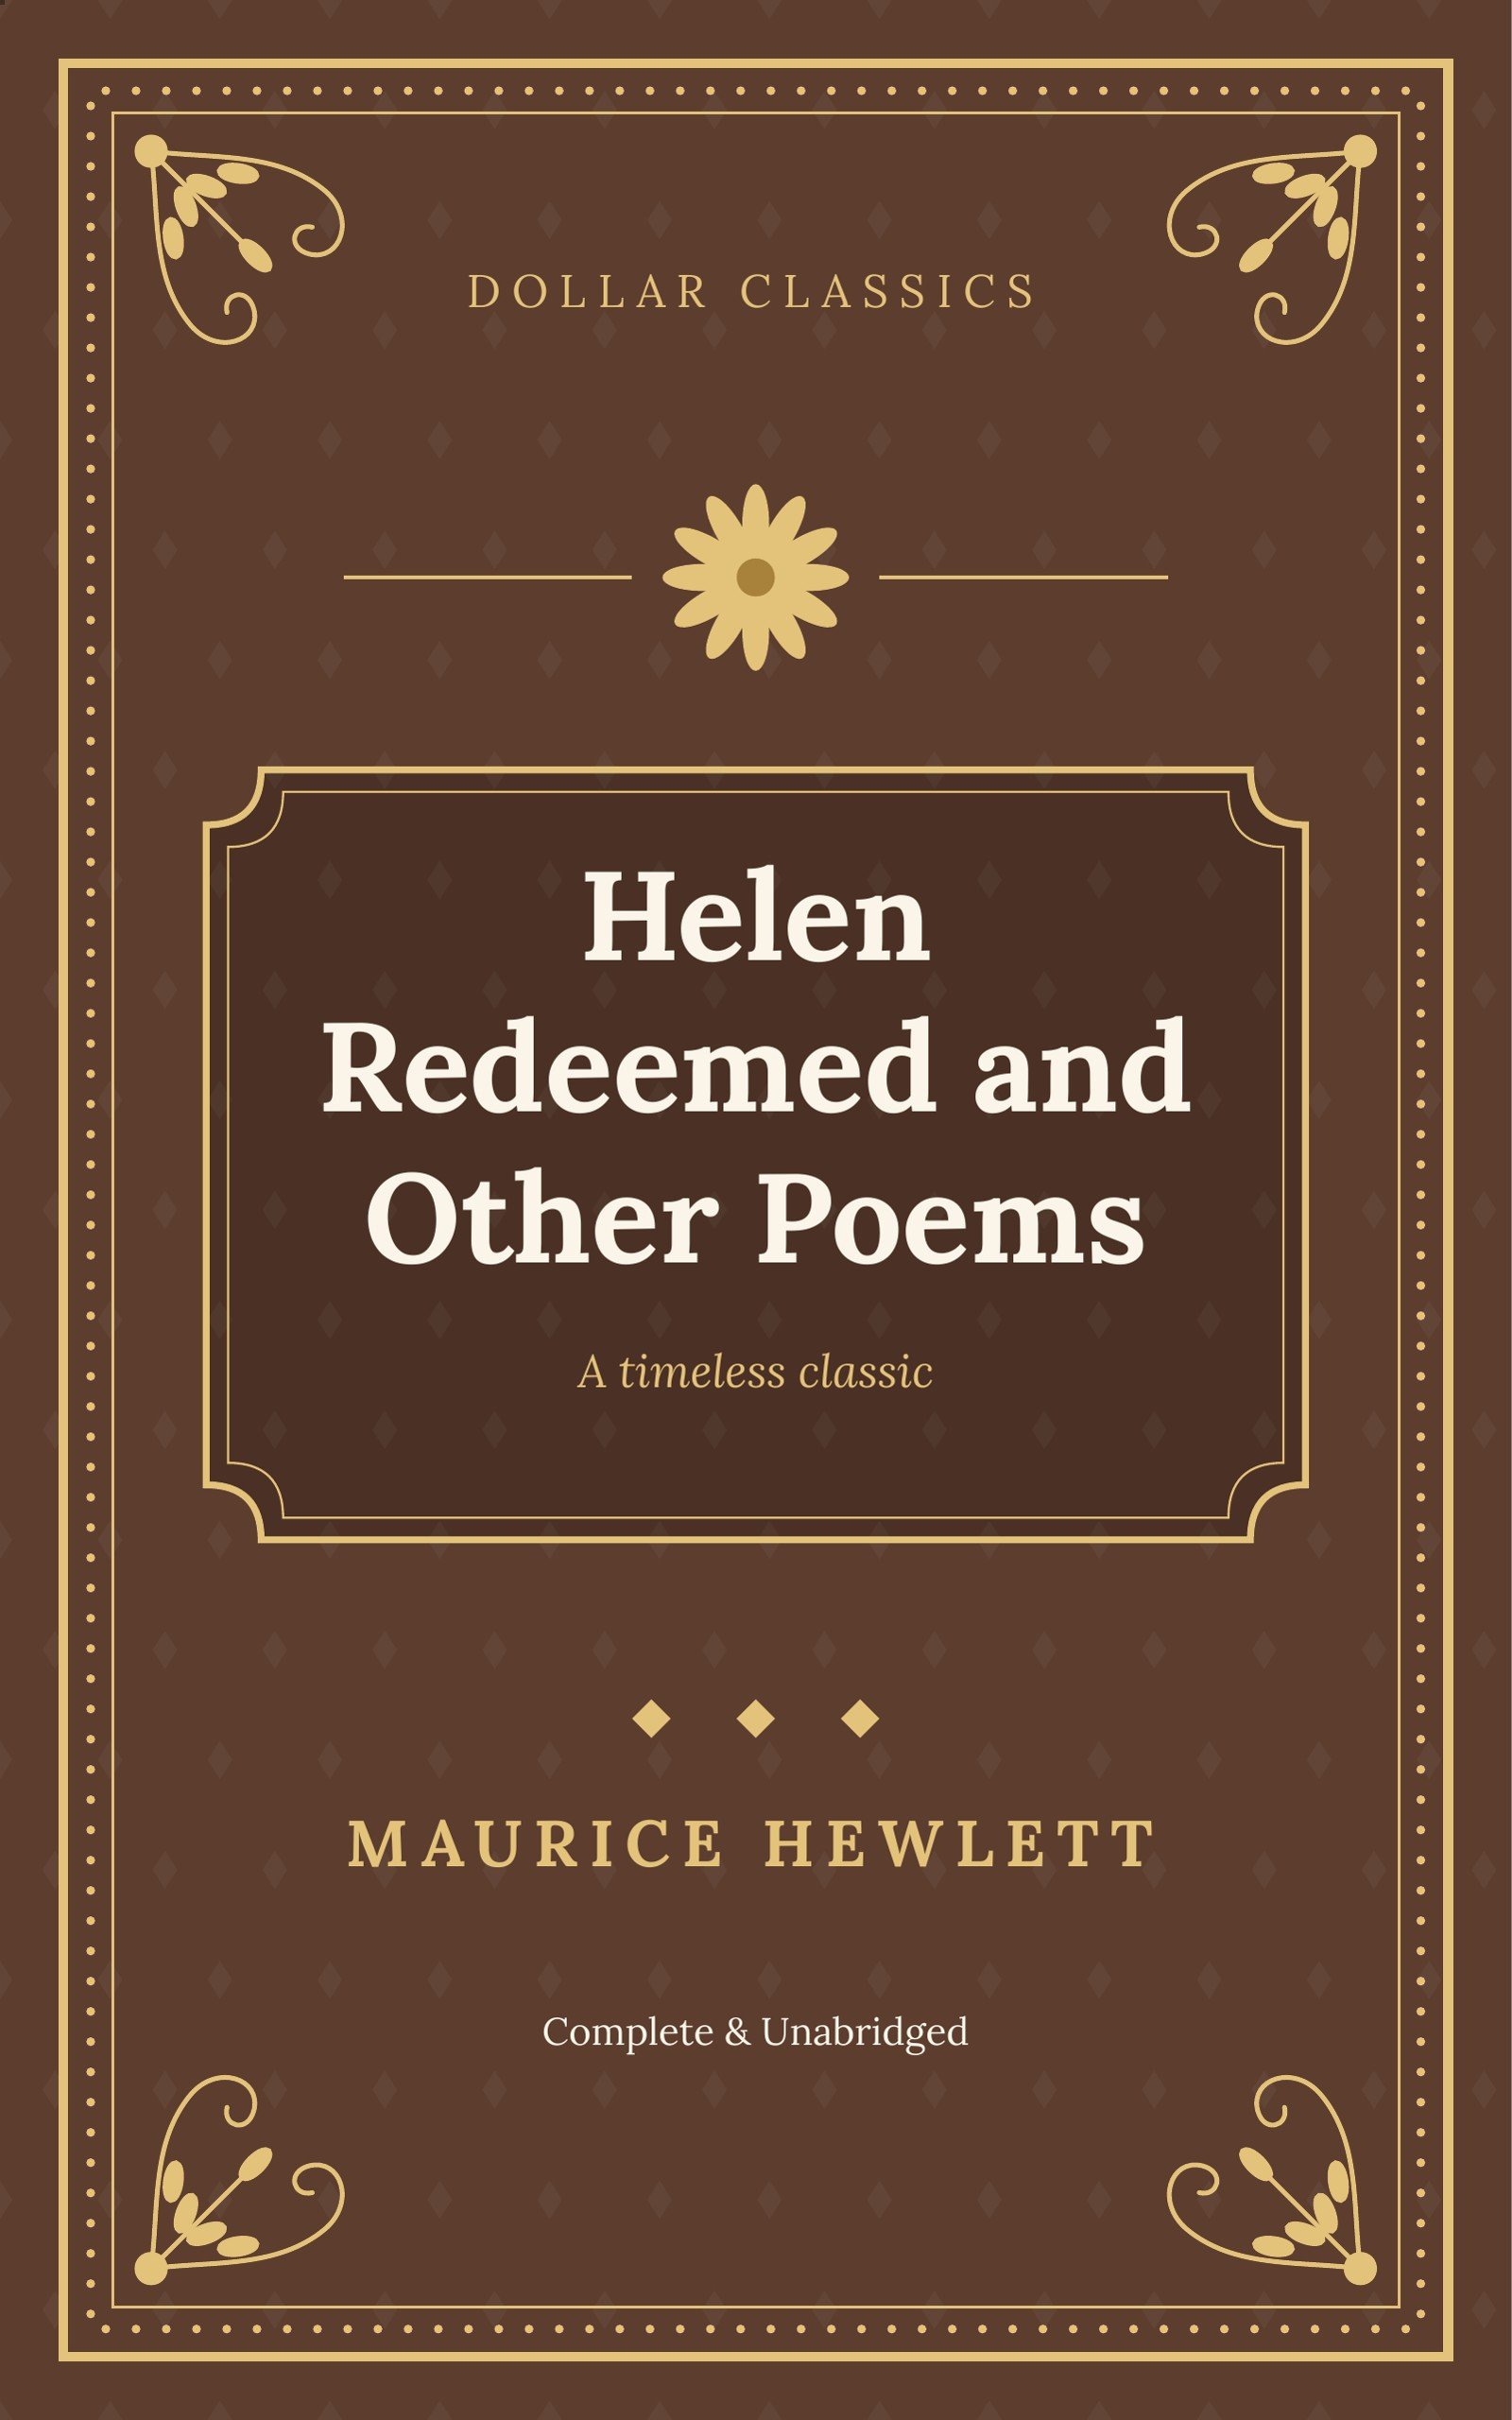 DOLLAR CLASSICS
Helen
Redeemed and
Other Poems
A timeless classic
MAURICE HEWLETT
Complete & Unabridged